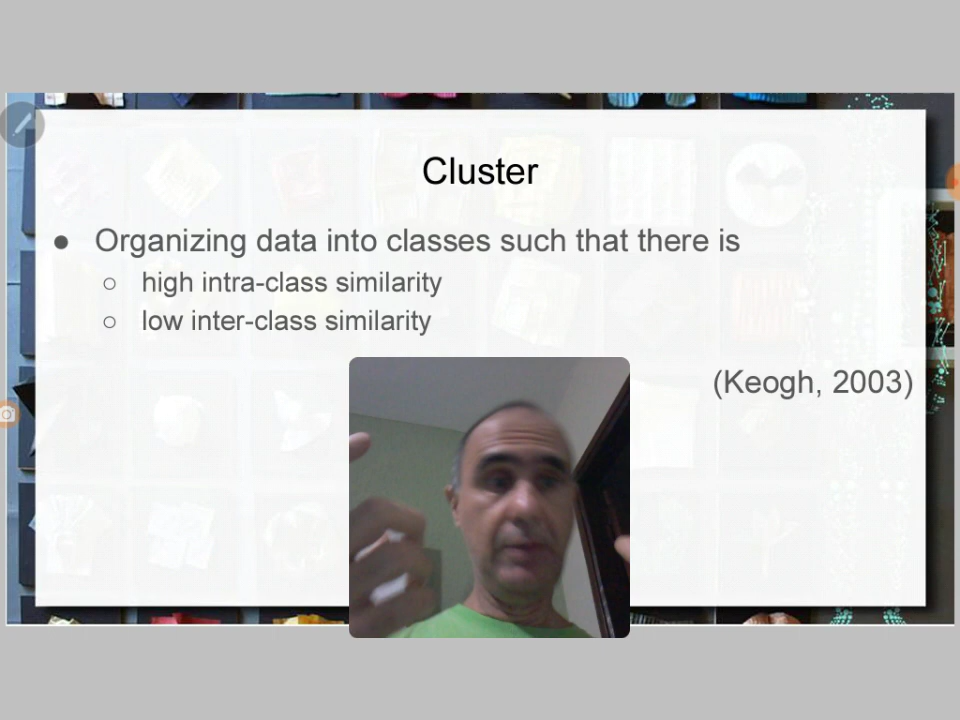 Cluster
● Organizing data into classes such that there is
○ high intra-class similarity
○ low inter-class similarity
(Keogh, 2003)